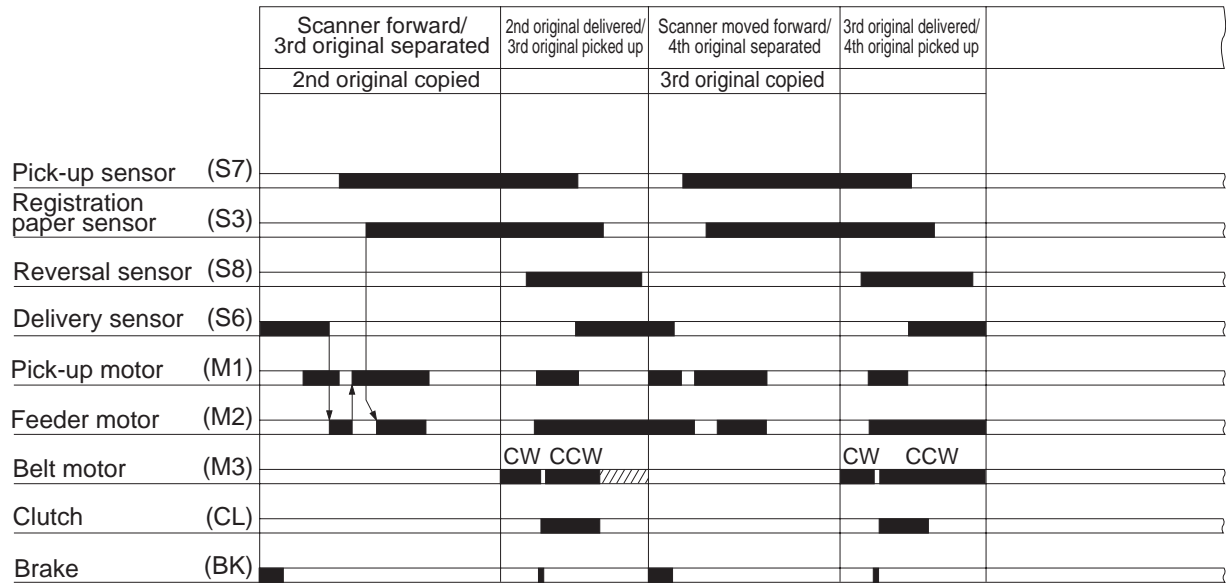 Scanner forward/
3rd original separated
2nd original delivered/
3rd original picked up
Scanner moved forward/
4th original separated
3rd original delivered/
4th original picked up
2nd original copied
3rd original copied
Pick-up sensor (S7)
Registration
paper sensor (S3)
Reversal sensor (S8)
Delivery sensor (S6)
Pick-up motor (M1)
Feeder motor (M2)
Belt motor (M3) CW CCW CW CCW
Clutch (CL)
Brake (BK)